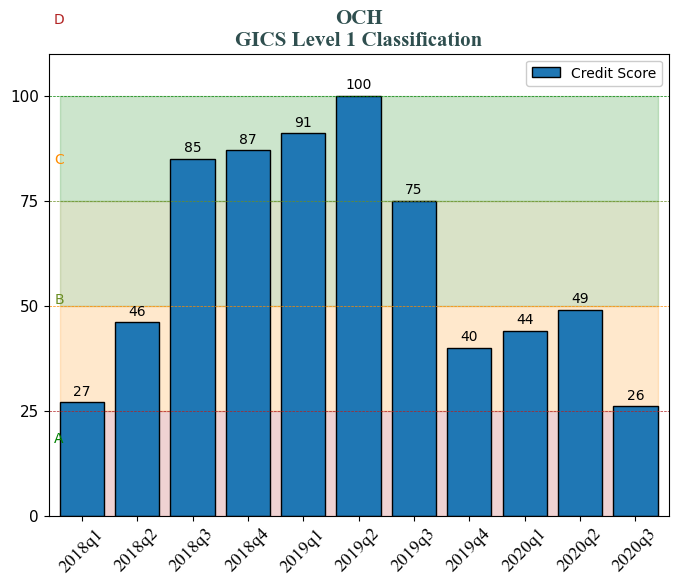 D
OCH
GICS Level 1 Classification
Credit Score
100
75
50
25
0
C
B
A
27
46
85
87
91
100
75
40
44
49
26
2018q1
2018q2
2018q3
2018q4
2019q1
2019q2
2019q3
2019q4
2020q1
2020q2
2020q3